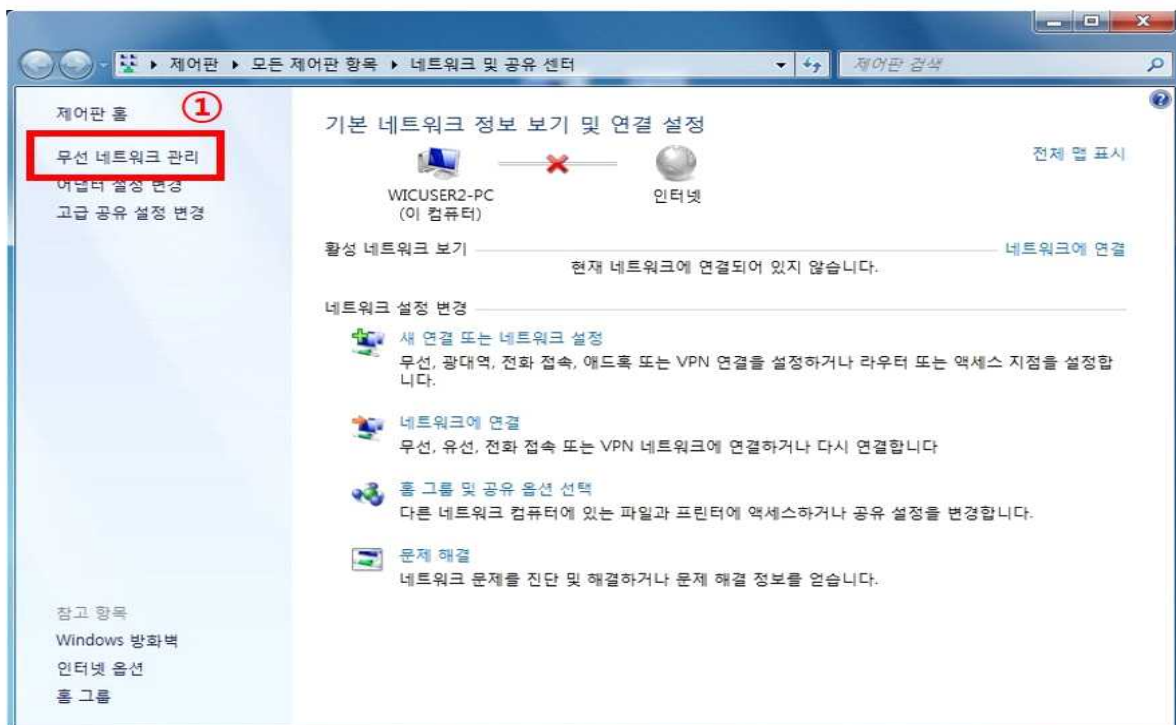 제어판 ▸ 모든 제어판 항목 ▸ 네트워크 및 공유 센터
제어판 검색
제어판 홈
①
무선 네트워크 관리
어댑터 설정 변경
고급 공유 설정 변경
기본 네트워크 정보 보기 및 연결 설정
전체 맵 표시
WICUSER2-PC
(이 컴퓨터)
인터넷
활성 네트워크 보기
네트워크에 연결
현재 네트워크에 연결되어 있지 않습니다.
네트워크 설정 변경
새 연결 또는 네트워크 설정
무선, 광대역, 전화 접속, 애드혹 또는 VPN 연결을 설정하거나 라우터 또는 액세스 지점을 설정합
니다.
네트워크에 연결
무선, 유선, 전화 접속 또는 VPN 네트워크에 연결하거나 다시 연결합니다
홈 그룹 및 공유 옵션 선택
다른 네트워크 컴퓨터에 있는 파일과 프린터에 액세스하거나 공유 설정을 변경합니다.
문제 해결
네트워크 문제를 진단 및 해결하거나 문제 해결 정보를 얻습니다.
참고 항목
Windows 방화벽
인터넷 옵션
홈 그룹